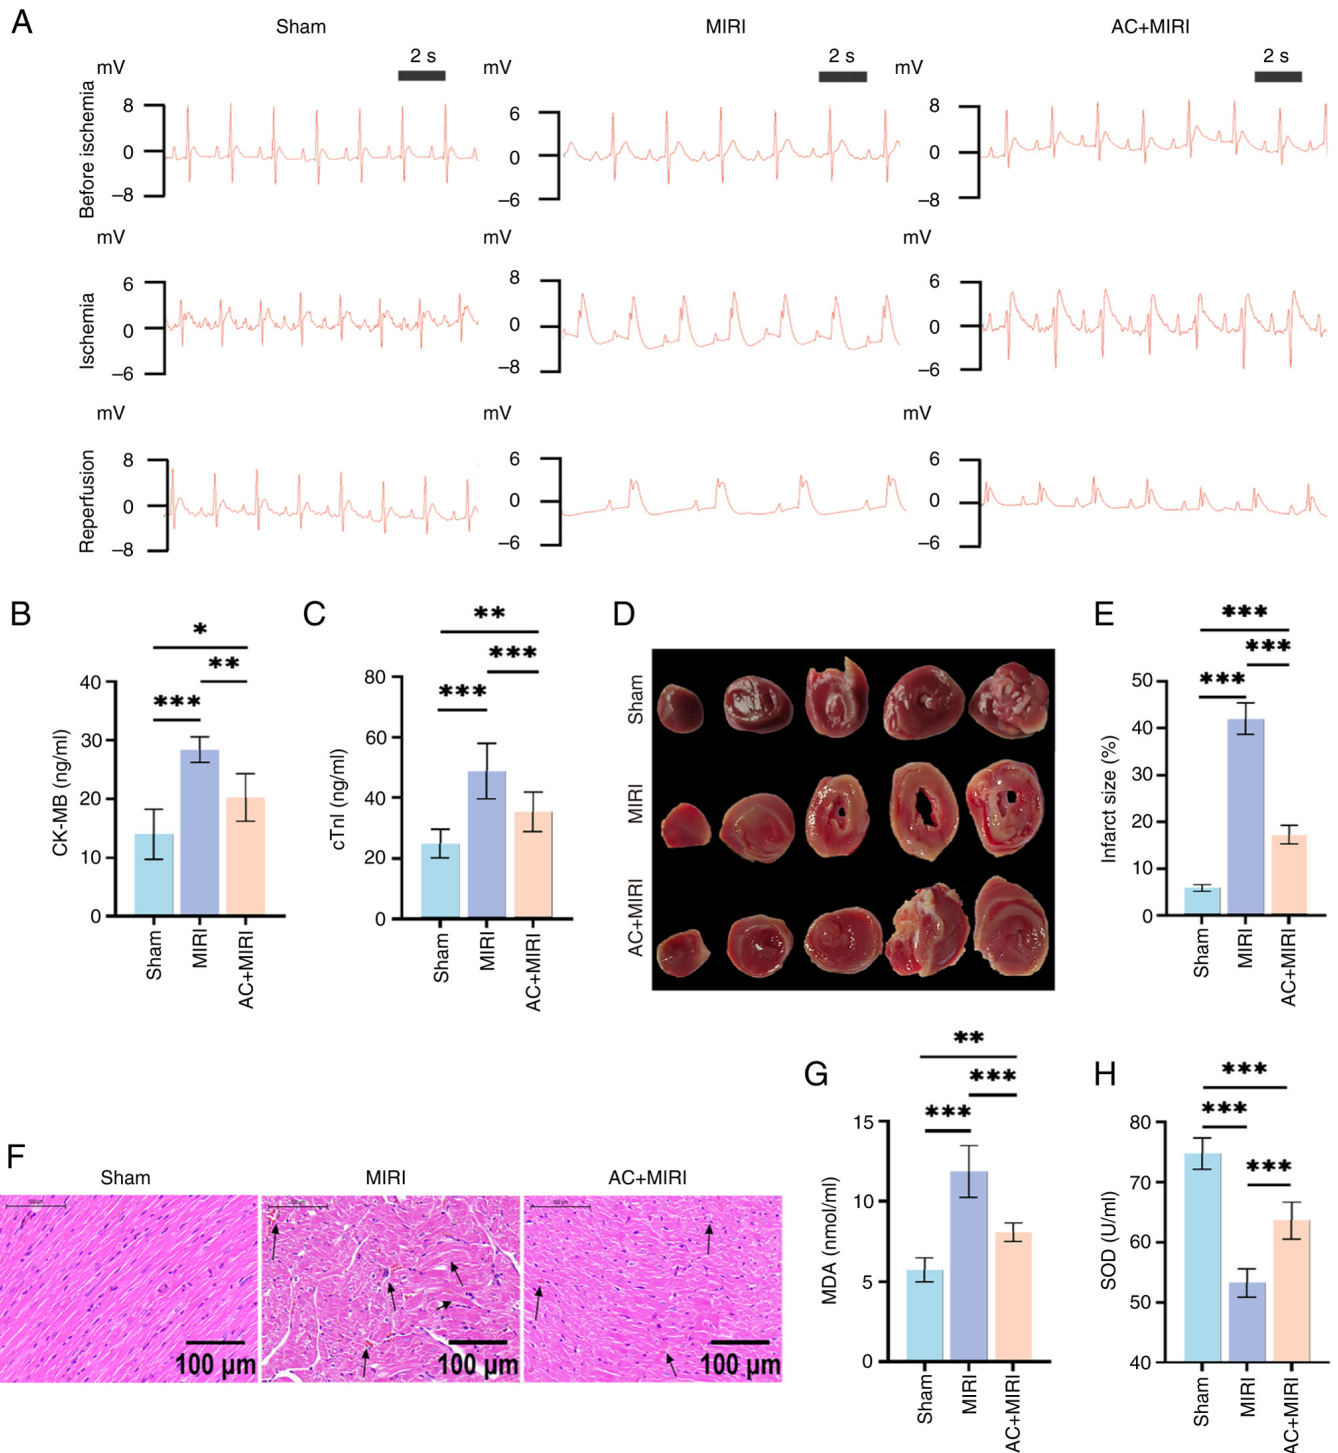 A
Sham
MIRI
AC+MIRI
2 s
2 s
2 s
mV
mV
mV
Before ischemia
8
0
–8
6
0
–6
8
0
–8
mV
mV
mV
Ischemia
6
0
–6
8
0
–8
6
0
–6
mV
mV
mV
Reperfusion
8
0
–8
6
0
–6
6
0
–6
B
*
**
***
CK-MB (ng/ml)
40
30
20
10
0
Sham
MIRI
AC+MIRI
C
**
***
***
cTnI (ng/ml)
80
60
40
20
0
Sham
MIRI
AC+MIRI
D
Sham
MIRI
AC+MIRI
E
***
***
***
Infarct size (%)
50
40
30
20
10
0
Sham
MIRI
AC+MIRI
F
Sham
MIRI
AC+MIRI
100 µm
100 µm
100 µm
100 µm
100 µm
100 µm
G
**
***
***
MDA (nmol/ml)
15
10
5
0
Sham
MIRI
AC+MIRI
H
***
***
***
SOD (U/ml)
80
70
60
50
40
Sham
MIRI
AC+MIRI